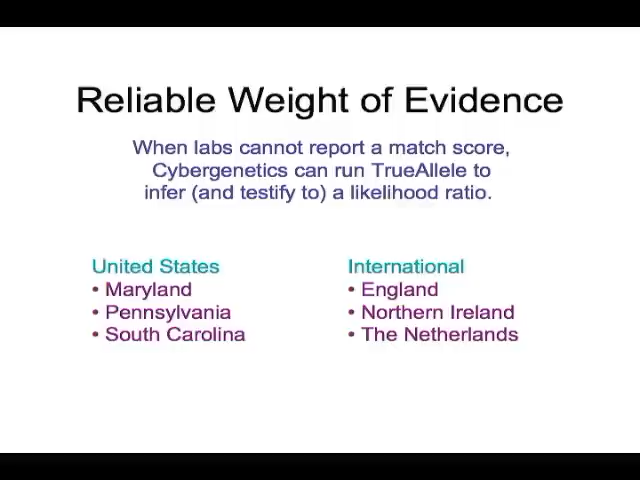 Reliable Weight of Evidence
When labs cannot report a match score,
Cybergenetics can run TrueAllele to
infer (and testify to) a likelihood ratio.
United States
• Maryland
• Pennsylvania
• South Carolina
International
• England
• Northern Ireland
• The Netherlands